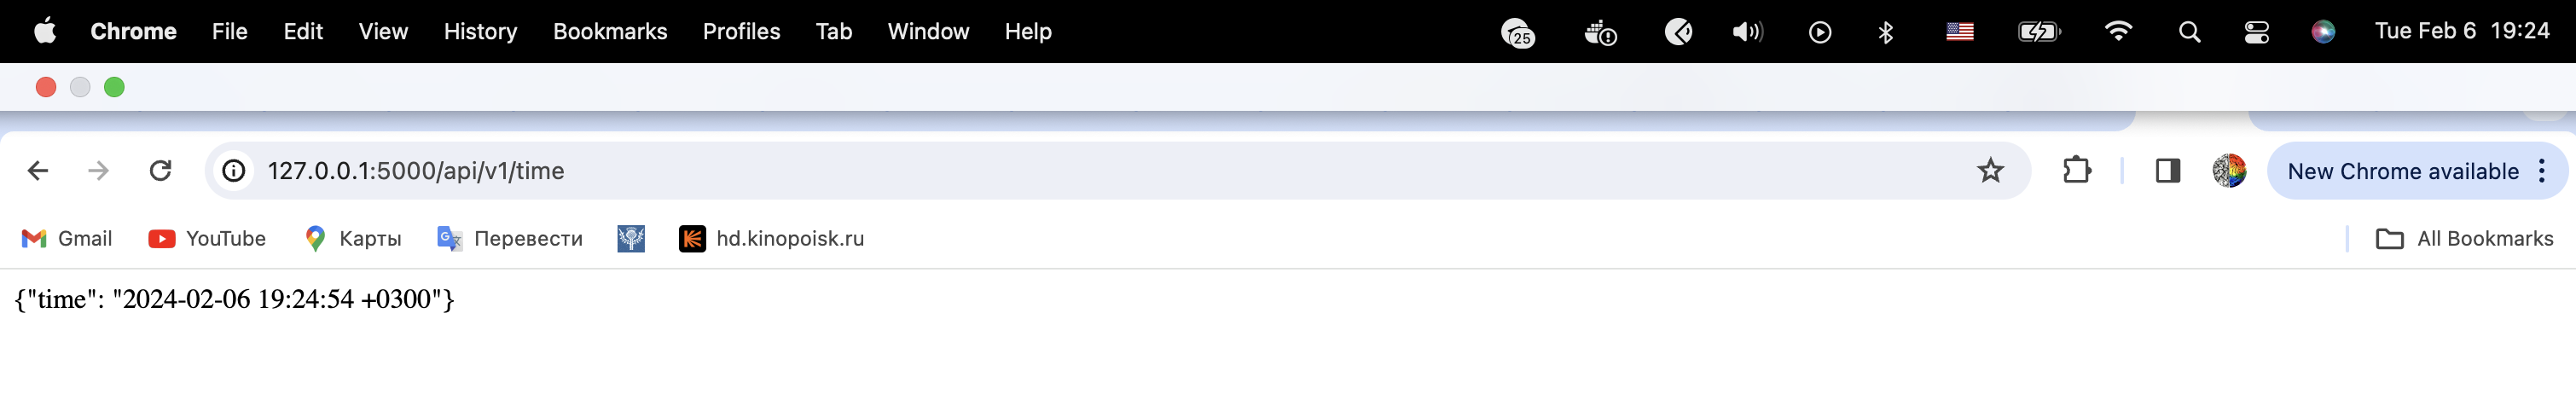 Chrome File Edit View History Bookmarks Profiles Tab Window Help 25 Tue Feb 6 19:24
127.0.0.1:5000/api/v1/time New Chrome available
Gmail YouTube Карты Перевести hd.kinopoisk.ru All Bookmarks
{"time": "2024-02-06 19:24:54 +0300"}